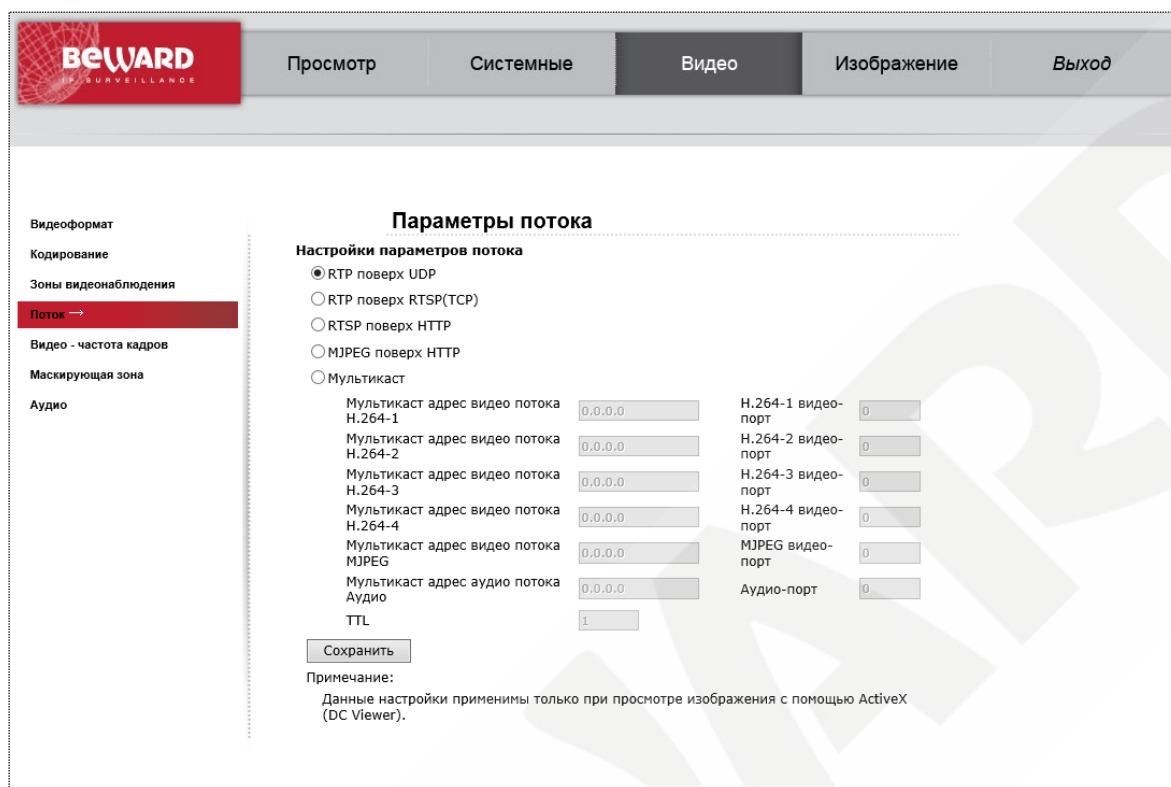 BEWARD
IP SURVEILLANCE
Просмотр
Системные
Видео
Изображение
Выход
Видеоформат
Кодирование
Зоны видеонаблюдения
Поток →
Видео - частота кадров
Маскирующая зона
Аудио
Параметры потока
Настройки параметров потока
RTP поверх UDP
RTP поверх RTSP(TCP)
RTSP поверх HTTP
MJPEG поверх HTTP
Мультикаст
Мультикаст адрес видео потока
H.264-1
0.0.0.0
H.264-1 видео-
порт
0
Мультикаст адрес видео потока
H.264-2
0.0.0.0
H.264-2 видео-
порт
0
Мультикаст адрес видео потока
H.264-3
0.0.0.0
H.264-3 видео-
порт
0
Мультикаст адрес видео потока
H.264-4
0.0.0.0
H.264-4 видео-
порт
0
Мультикаст адрес видео потока
MJPEG
0.0.0.0
MJPEG видео-
порт
0
Мультикаст адрес аудио потока
Аудио
0.0.0.0
Аудио-порт
0
TTL
1
Сохранить
Примечание:
Данные настройки применимы только при просмотре изображения с помощью ActiveX
(DC Viewer).